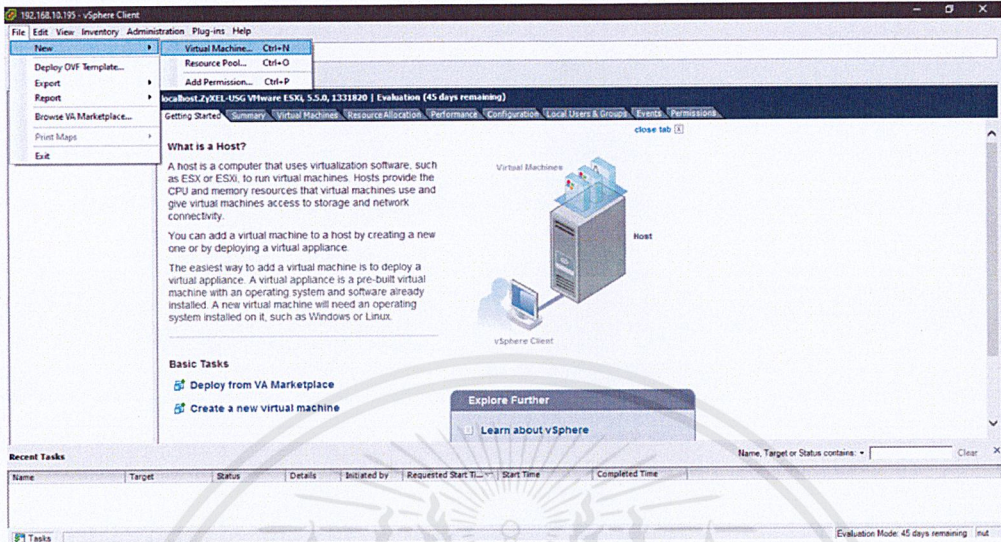 192.168.10.195 - vSphere Client
File Edit View Inventory Administration Plug-ins Help
New
Virtual Machine... Ctrl+N
Resource Pool... Ctrl+O
Add Permission... Ctrl+P
Deploy OVF Template...
Export
Report
Browse VA Marketplace...
Print Maps
Exit
localhost.ZyXEL-USG VMware ESXi, 5.5.0, 1331820 | Evaluation (45 days remaining)
Getting Started Summary Virtual Machines Resource Allocation Performance Configuration Local Users & Groups Events Permissions
close tab
What is a Host?
A host is a computer that uses virtualization software, such
as ESX or ESXi, to run virtual machines. Hosts provide the
CPU and memory resources that virtual machines use and
give virtual machines access to storage and network
connectivity.
You can add a virtual machine to a host by creating a new
one or by deploying a virtual appliance.
The easiest way to add a virtual machine is to deploy a
virtual appliance. A virtual appliance is a pre-built virtual
machine with an operating system and software already
installed. A new virtual machine will need an operating
system installed on it, such as Windows or Linux.
Virtual Machines
Host
vSphere Client
Basic Tasks
Deploy from VA Marketplace
Create a new virtual machine
Explore Further
Learn about vSphere
Recent Tasks
Name, Target or Status contains:
Clear
Name Target Status Details Initiated by Requested Start Ti... Start Time Completed Time
Tasks
Evaluation Mode: 45 days remaining nut